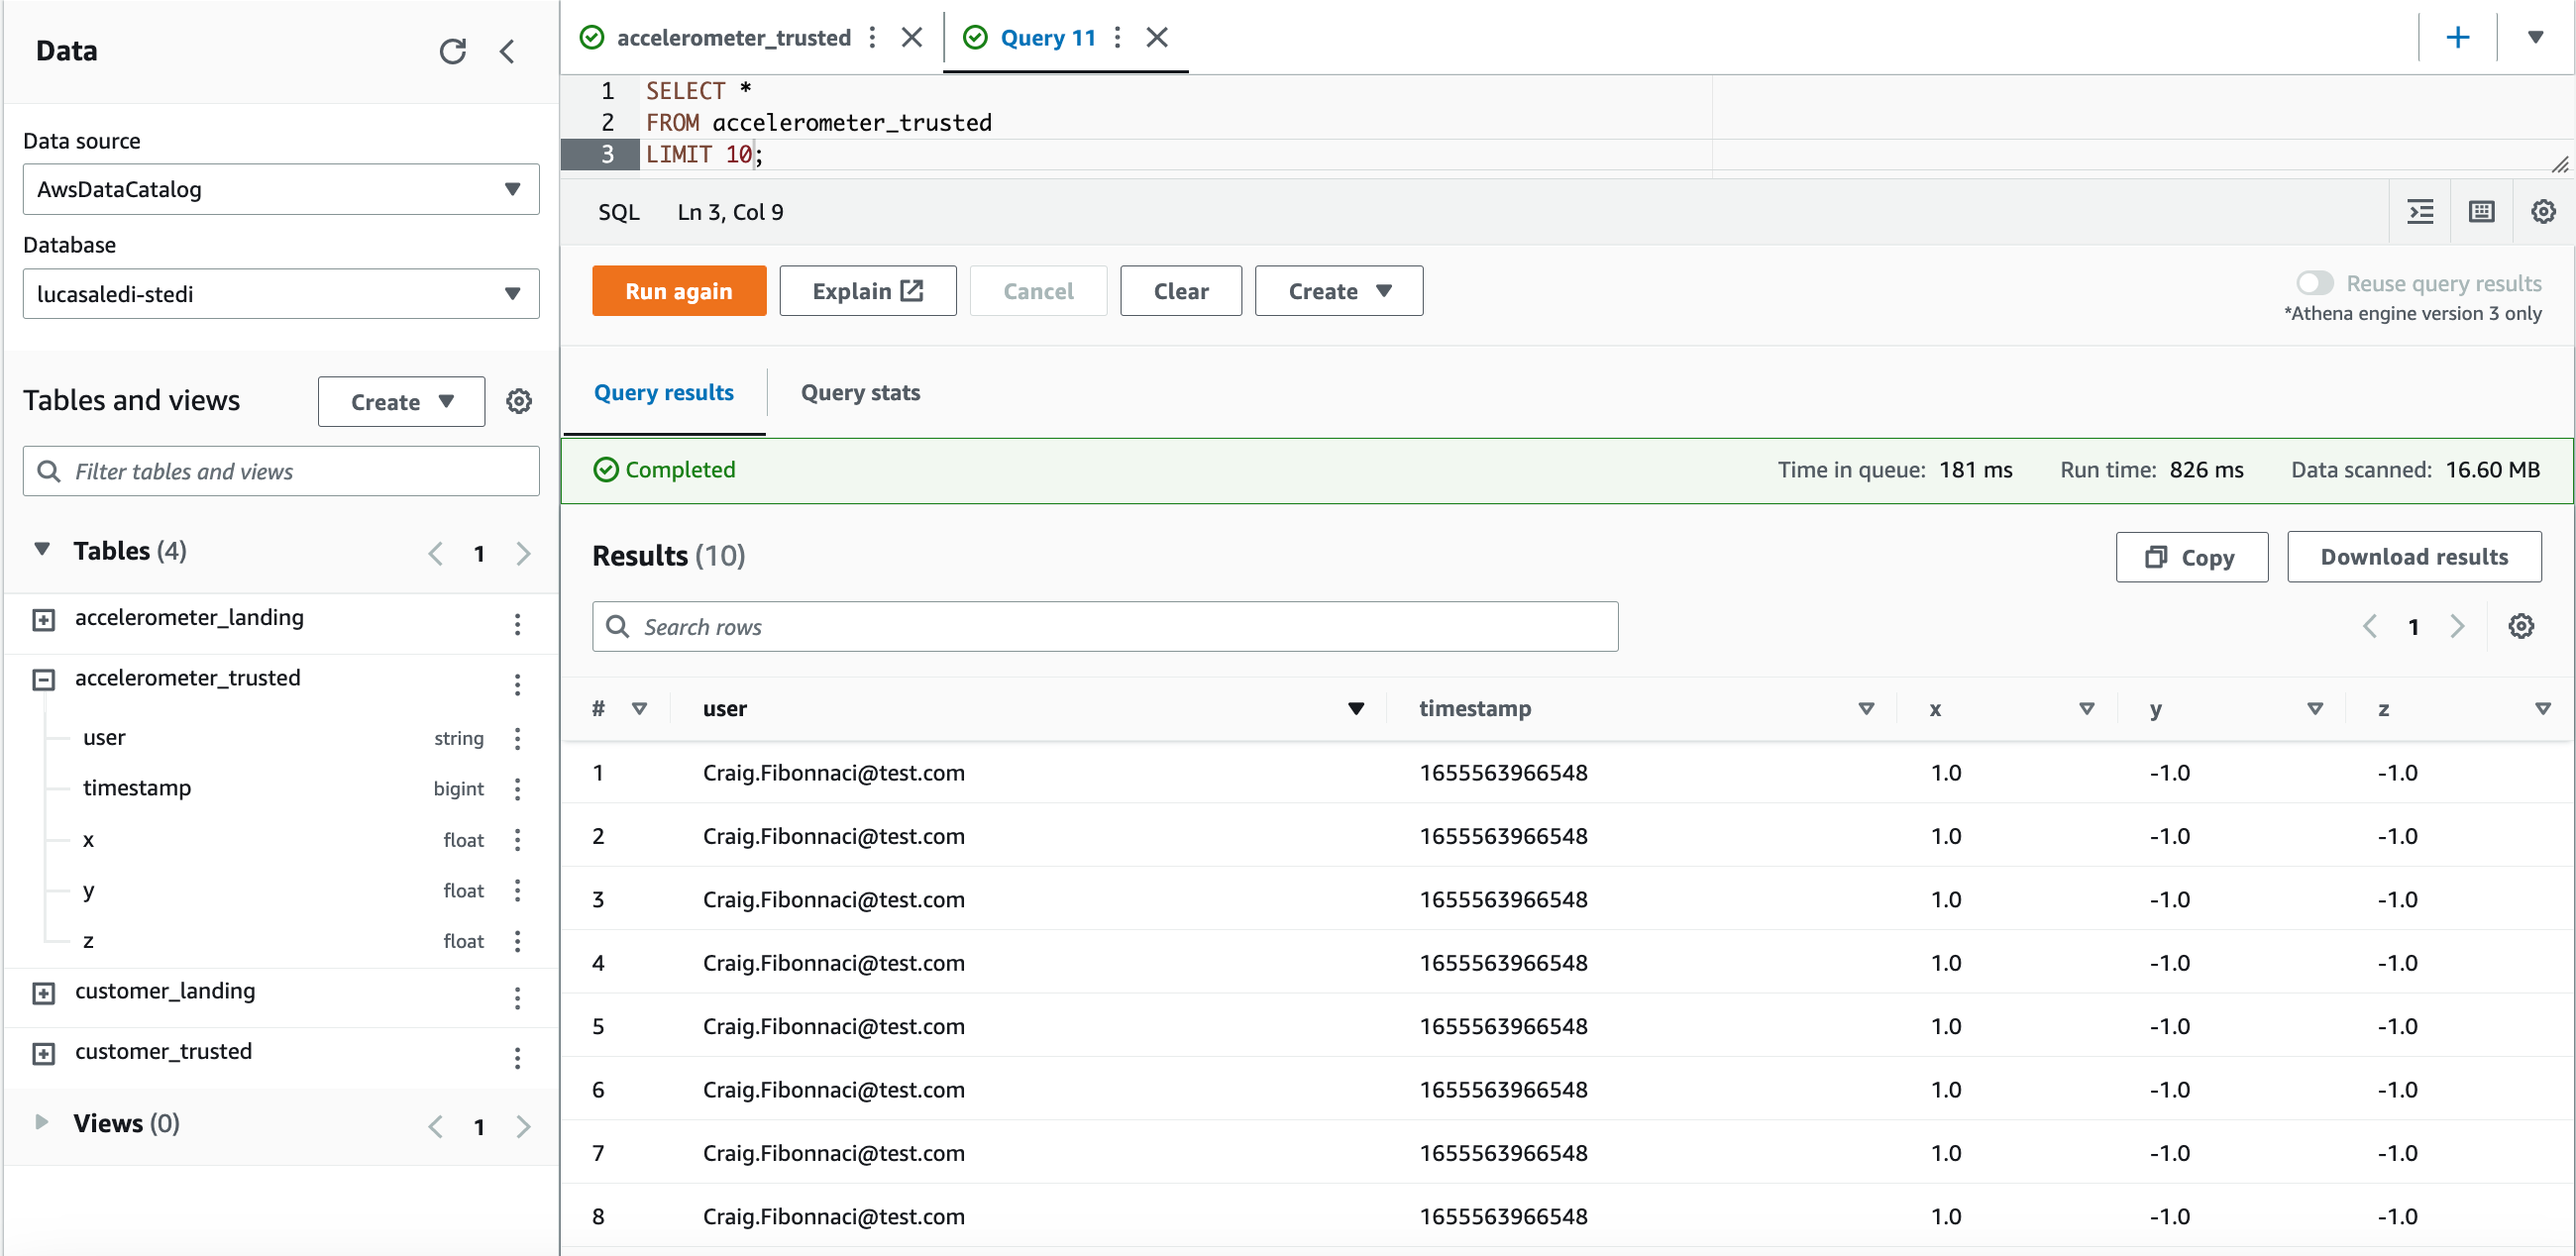 Data
Data source
AwsDataCatalog
Database
lucasaledi-stedi
Tables and views
Create
Filter tables and views
Tables (4)
1
accelerometer_landing
accelerometer_trusted
user string
timestamp bigint
x float
y float
z float
customer_landing
customer_trusted
Views (0)
1
accelerometer_trusted
Query 11
1 SELECT *
2 FROM accelerometer_trusted
3 LIMIT 10;
SQL Ln 3, Col 9
Run again Explain Cancel Clear Create
Reuse query results
*Athena engine version 3 only
Query results Query stats
Completed Time in queue: 181 ms Run time: 826 ms Data scanned: 16.60 MB
Results (10)
Copy Download results
Search rows
1
# user timestamp x y z
1 Craig.Fibonnaci@test.com 1655563966548 1.0 -1.0 -1.0
2 Craig.Fibonnaci@test.com 1655563966548 1.0 -1.0 -1.0
3 Craig.Fibonnaci@test.com 1655563966548 1.0 -1.0 -1.0
4 Craig.Fibonnaci@test.com 1655563966548 1.0 -1.0 -1.0
5 Craig.Fibonnaci@test.com 1655563966548 1.0 -1.0 -1.0
6 Craig.Fibonnaci@test.com 1655563966548 1.0 -1.0 -1.0
7 Craig.Fibonnaci@test.com 1655563966548 1.0 -1.0 -1.0
8 Craig.Fibonnaci@test.com 1655563966548 1.0 -1.0 -1.0